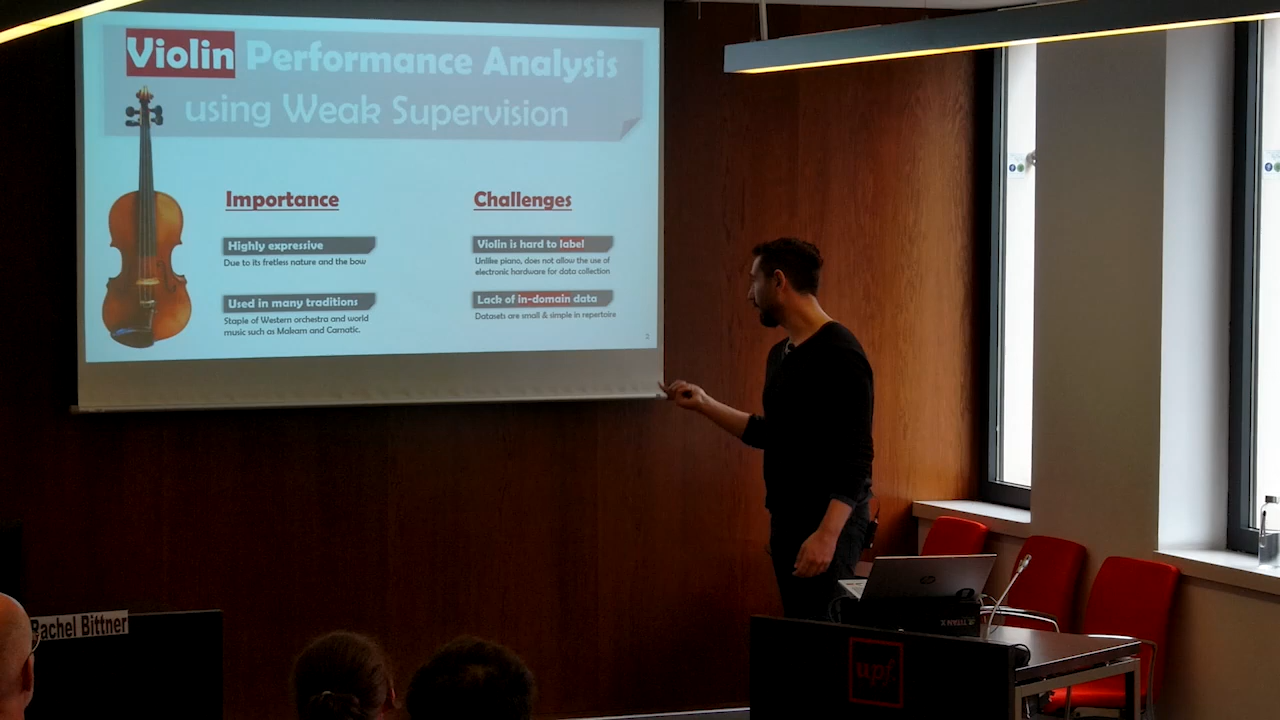 Violin Performance Analysis
using Weak Supervision
Importance
Highly expressive
Due to its fretless nature and the bow
Used in many traditions
Staple of Western orchestra and world
music such as Makam and Carnatic.
Challenges
Violin is hard to label
Unlike piano, does not allow the use of
electronic hardware for data collection
Lack of in-domain data
Datasets are small & simple in repertoire
2
Rachel Bittner
hp
TITAN X
upf.